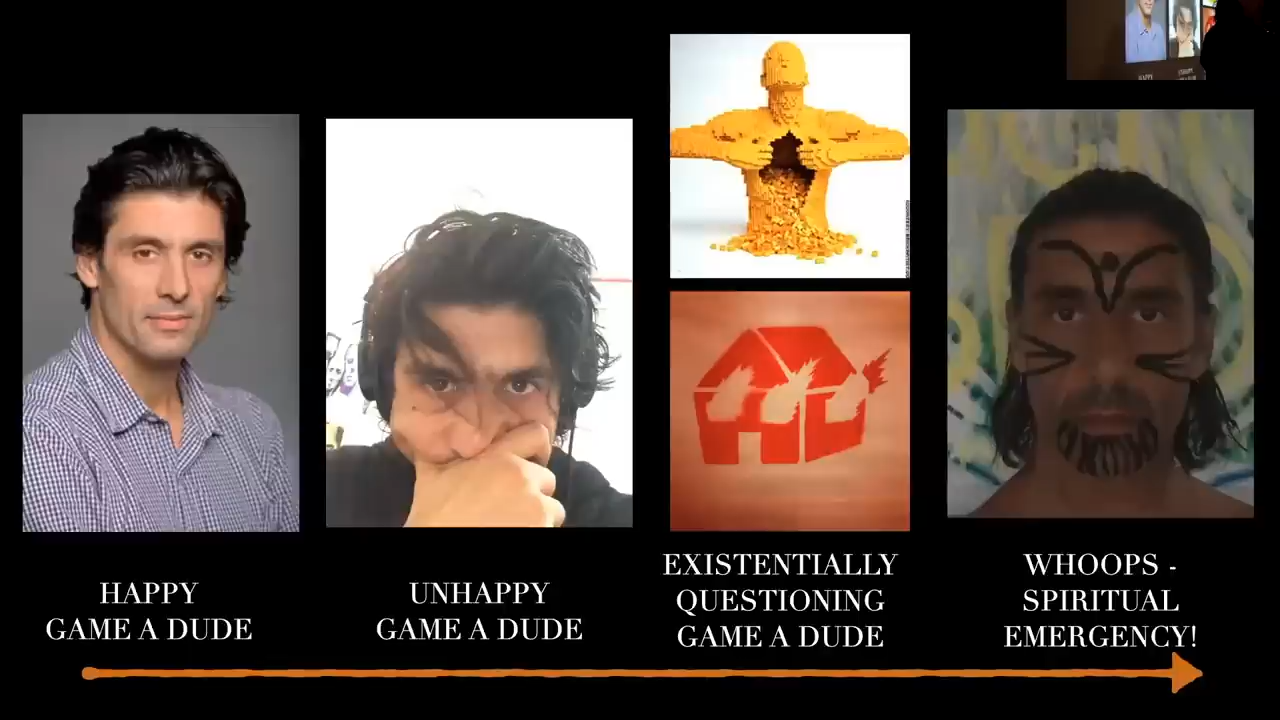 HAPPY
GAME A DUDE
UNHAPPY
GAME A DUDE
EXISTENTIALLY
QUESTIONING
GAME A DUDE
WHOOPS -
SPIRITUAL
EMERGENCY!